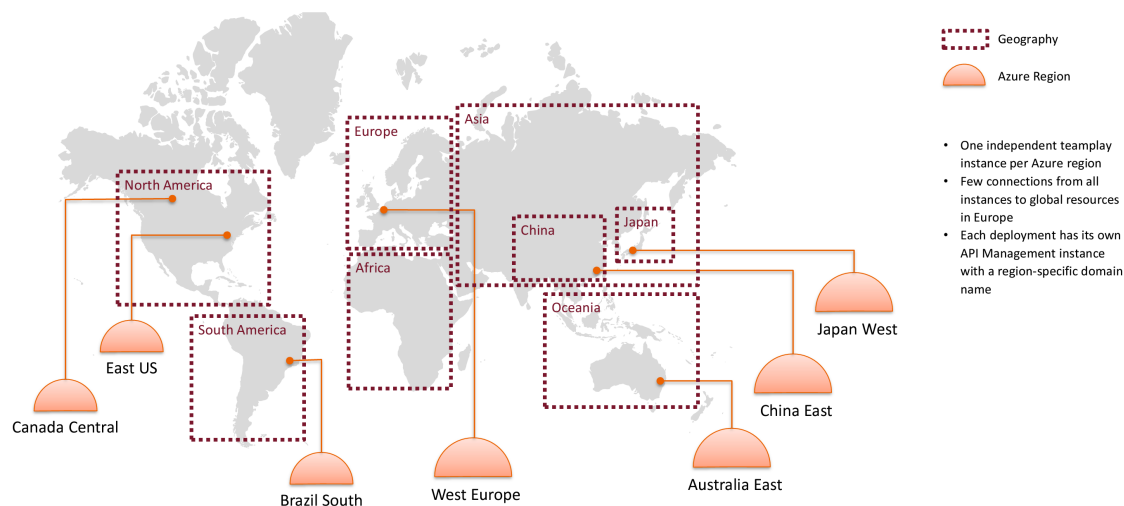 Geography
Azure Region
Europe
Asia
North America
Japan
China
Africa
Oceania
South America
Japan West
East US
China East
Canada Central
Australia East
West Europe
Brazil South
• One independent teamplay
instance per Azure region
• Few connections from all
instances to global resources
in Europe
• Each deployment has its own
API Management instance
with a region-specific domain
name